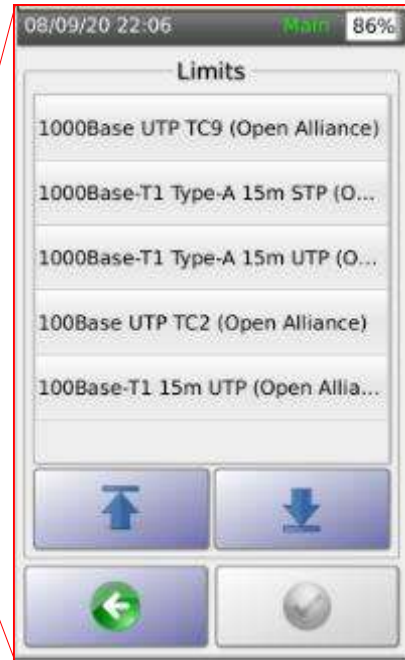 08/09/20 22:06 Main 86%
Limits
1000Base UTP TC9 (Open Alliance)
1000Base-T1 Type-A 15m STP (O...
1000Base-T1 Type-A 15m UTP (O...
100Base UTP TC2 (Open Alliance)
100Base-T1 15m UTP (Open Allia...